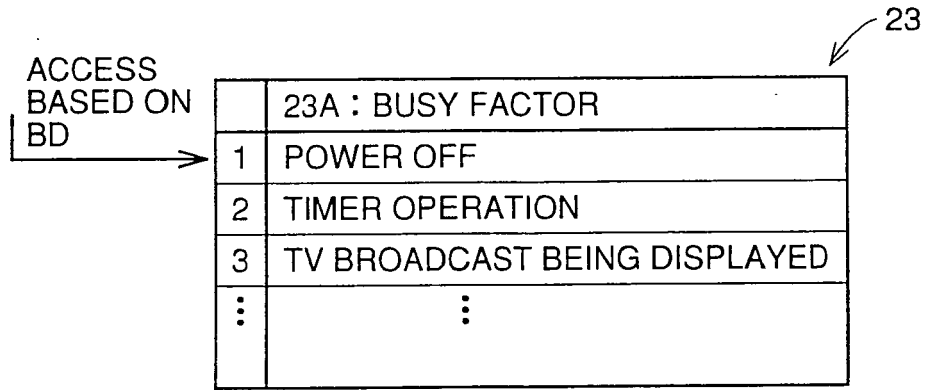 23
ACCESS
BASED ON
BD
23A : BUSY FACTOR
1 POWER OFF
2 TIMER OPERATION
3 TV BROADCAST BEING DISPLAYED
⋮ ⋮